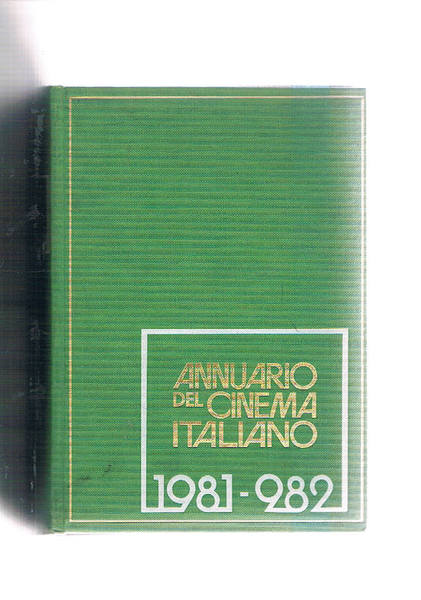 ANNUARIO
DEL CINEMA
ITALIANO
1981-982